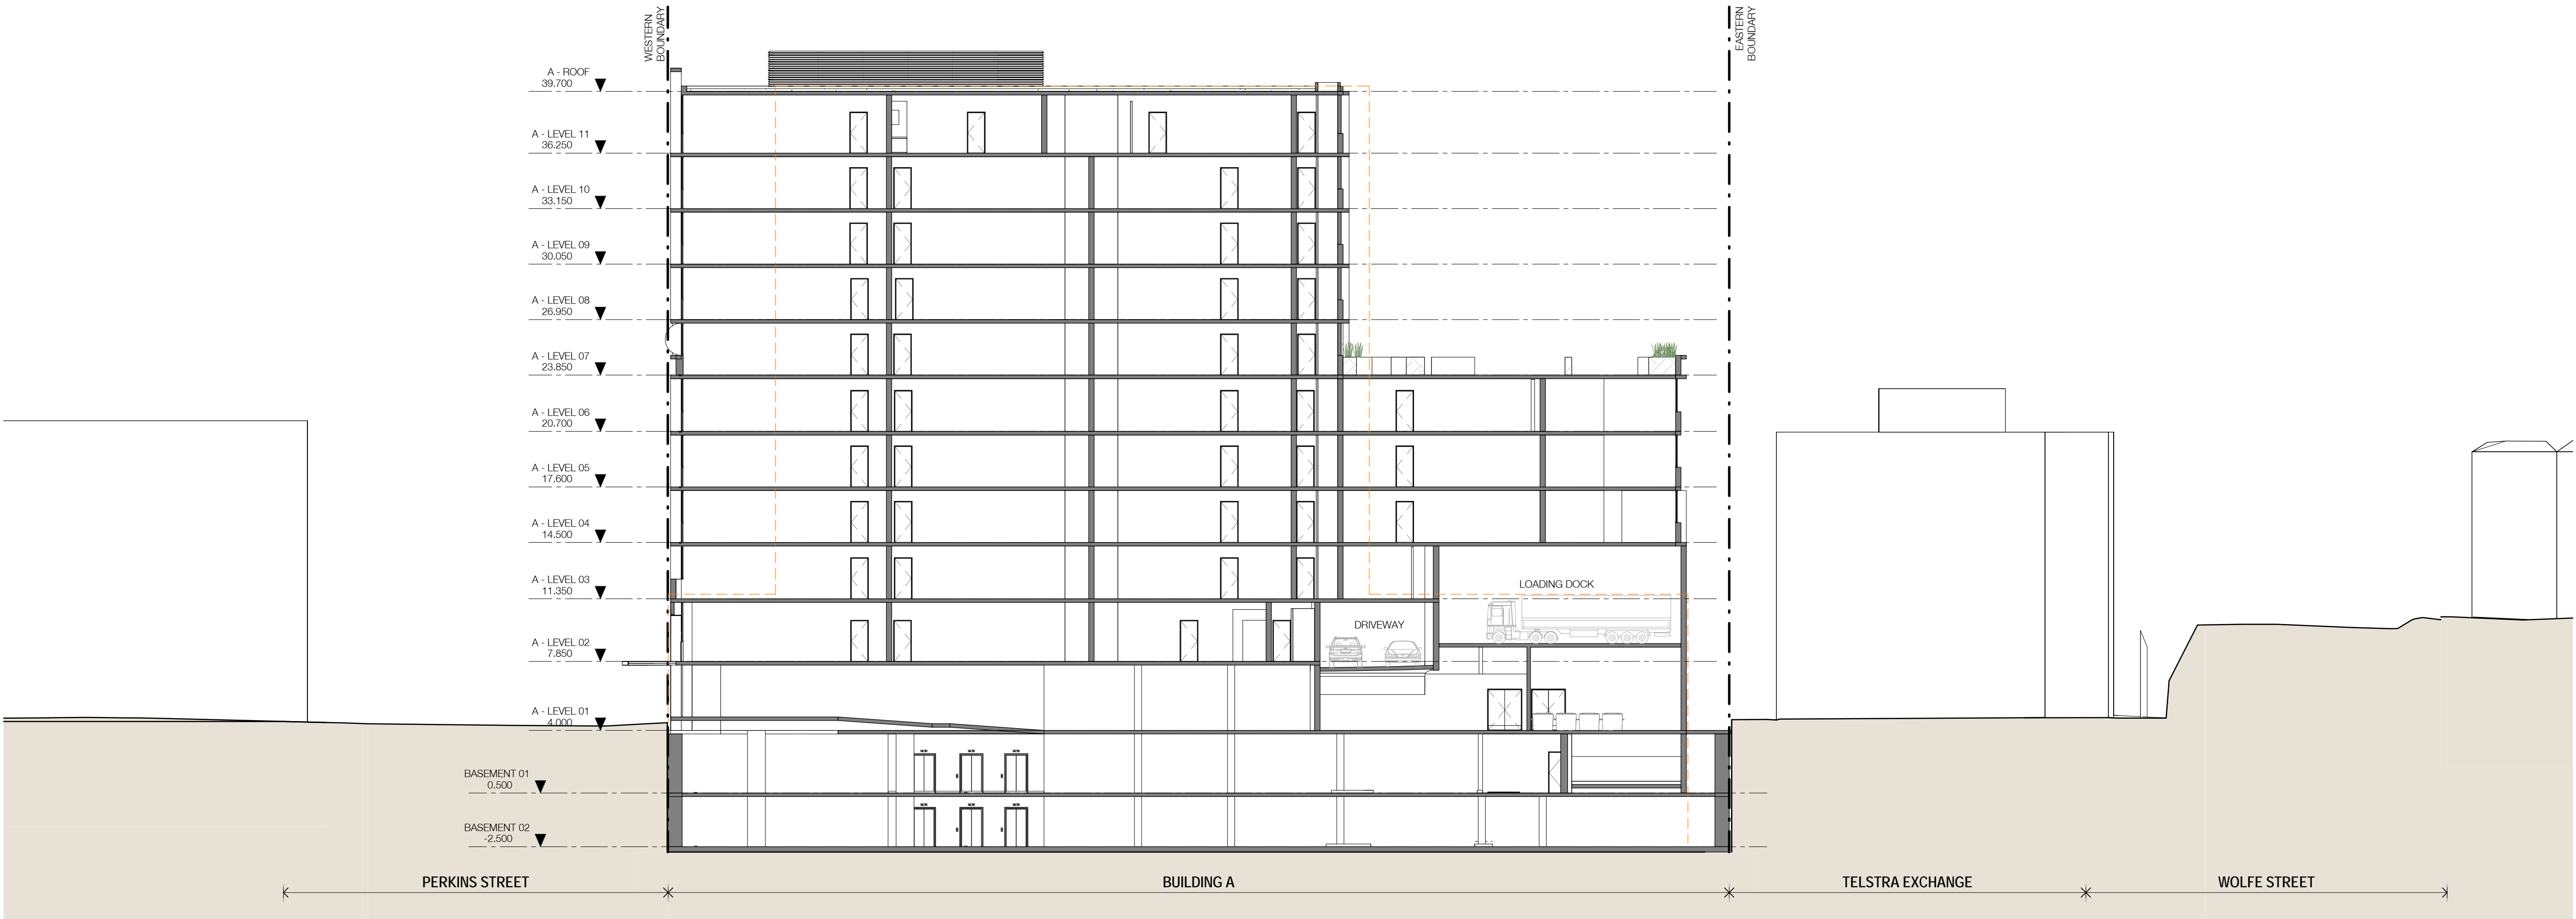 WESTERN
BOUNDARY
EASTERN
BOUNDARY
A - ROOF
39.700
A - LEVEL 11
36.250
A - LEVEL 10
33.150
A - LEVEL 09
30.050
A - LEVEL 08
26.950
A - LEVEL 07
23.850
A - LEVEL 06
20.700
A - LEVEL 05
17.600
A - LEVEL 04
14.500
A - LEVEL 03
11.350
LOADING DOCK
DRIVEWAY
A - LEVEL 02
7.850
A - LEVEL 01
4.000
BASEMENT 01
0.500
BASEMENT 02
-2.500
PERKINS STREET
BUILDING A
TELSTRA EXCHANGE
WOLFE STREET